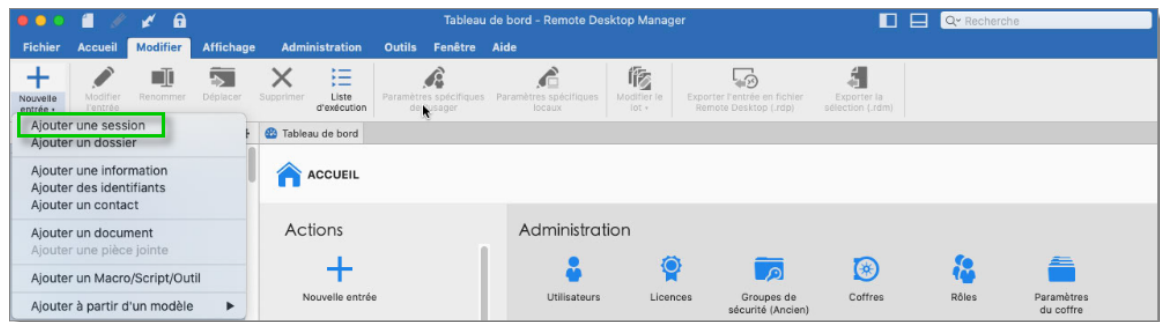 Tableau de bord - Remote Desktop Manager
Recherche
Fichier Accueil Modifier Affichage Administration Outils Fenêtre Aide
Nouvelle entrée
Modifier l'entrée
Renommer
Déplacer
Supprimer
Liste d'exécution
Paramètres spécifiques
Paramètres spécifiques locaux
Modifier le lot
Exporter l'entrée en fichier Remote Desktop (.rdp)
Exporter la sélection (.rdm)
Ajouter une session
Ajouter un dossier
Ajouter une information
Ajouter des identifiants
Ajouter un contact
Ajouter un document
Ajouter une pièce jointe
Ajouter un Macro/Script/Outil
Ajouter à partir d'un modèle
Tableau de bord
ACCUEIL
Actions
Nouvelle entrée
Administration
Utilisateurs
Licences
Groupes de
sécurité (Ancien)
Coffres
Rôles
Paramètres
du coffre